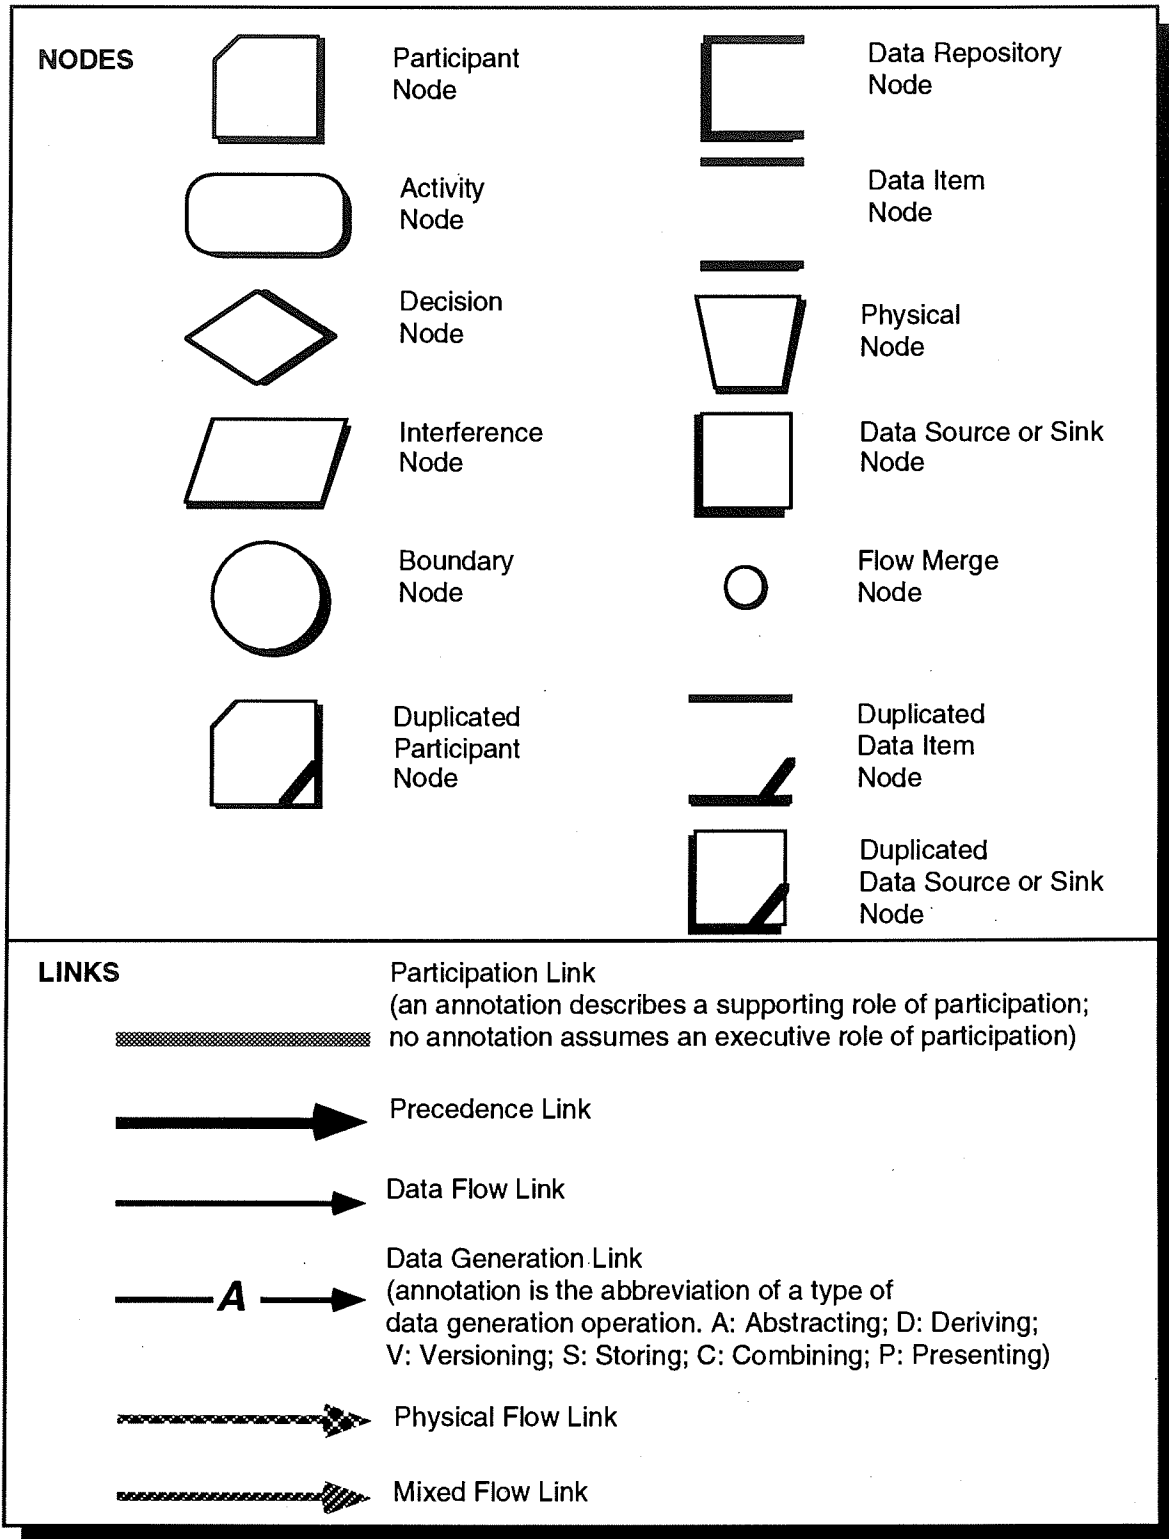 NODES
Participant
Node
Activity
Node
Decision
Node
Interference
Node
Boundary
Node
Duplicated
Participant
Node
Data Repository
Node
Data Item
Node
Physical
Node
Data Source or Sink
Node
Flow Merge
Node
Duplicated
Data Item
Node
Duplicated
Data Source or Sink
Node
LINKS
Participation Link
(an annotation describes a supporting role of participation;
no annotation assumes an executive role of participation)
Precedence Link
Data Flow Link
A
Data Generation Link
(annotation is the abbreviation of a type of
data generation operation. A: Abstracting; D: Deriving;
V: Versioning; S: Storing; C: Combining; P: Presenting)
Physical Flow Link
Mixed Flow Link